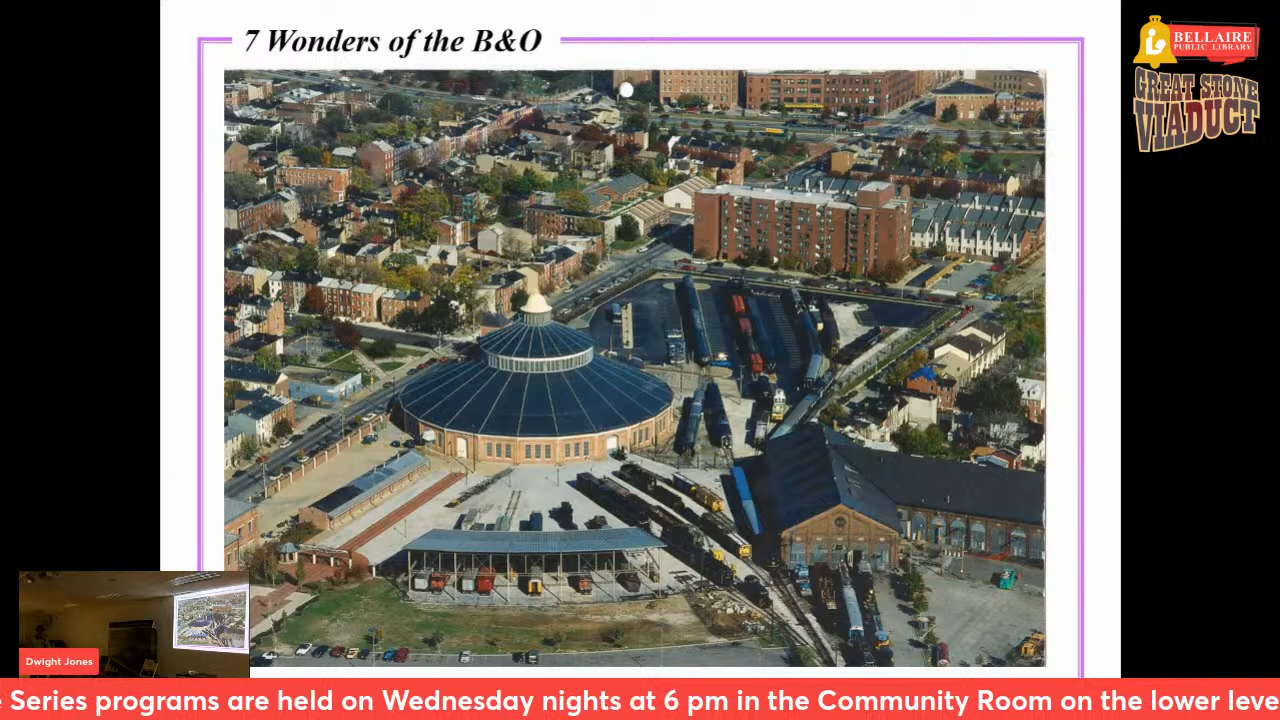 7 Wonders of the B&O
BELLAIRE
PUBLIC LIBRARY
GREAT STONE
VIADUCT
Dwight Jones
e Series programs are held on Wednesday nights at 6 pm in the Community Room on the lower leve